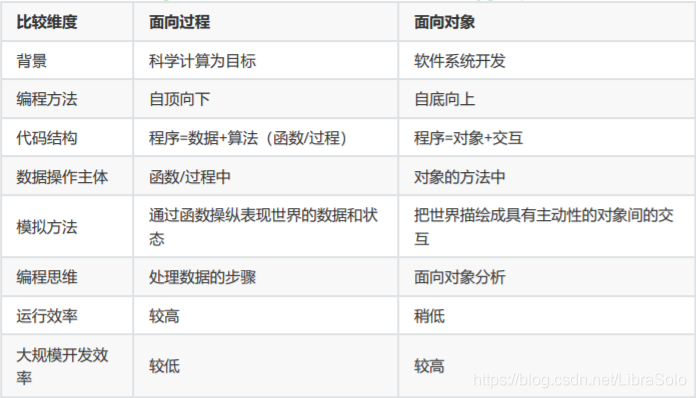 比较维度 面向过程 面向对象
背景 科学计算为目标 软件系统开发
编程方法 自顶向下 自底向上
代码结构 程序=数据+算法（函数/过程） 程序=对象+交互
数据操作主体 函数/过程中 对象的方法中
模拟方法 通过函数操纵表现世界的数据和状态 把世界描绘成具有主动性的对象间的交互
编程思维 处理数据的步骤 面向对象分析
运行效率 较高 稍低
大规模开发效率 较低 较高
https://blog.csdn.net/LibraSolo